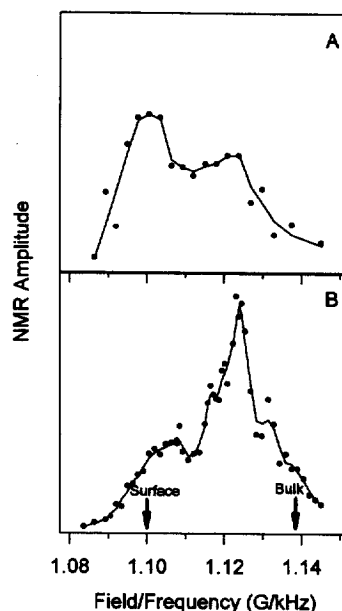 A
NMR Amplitude
B
Surface
Bulk
1.08 1.10 1.12 1.14
Field/Frequency (G/kHz)